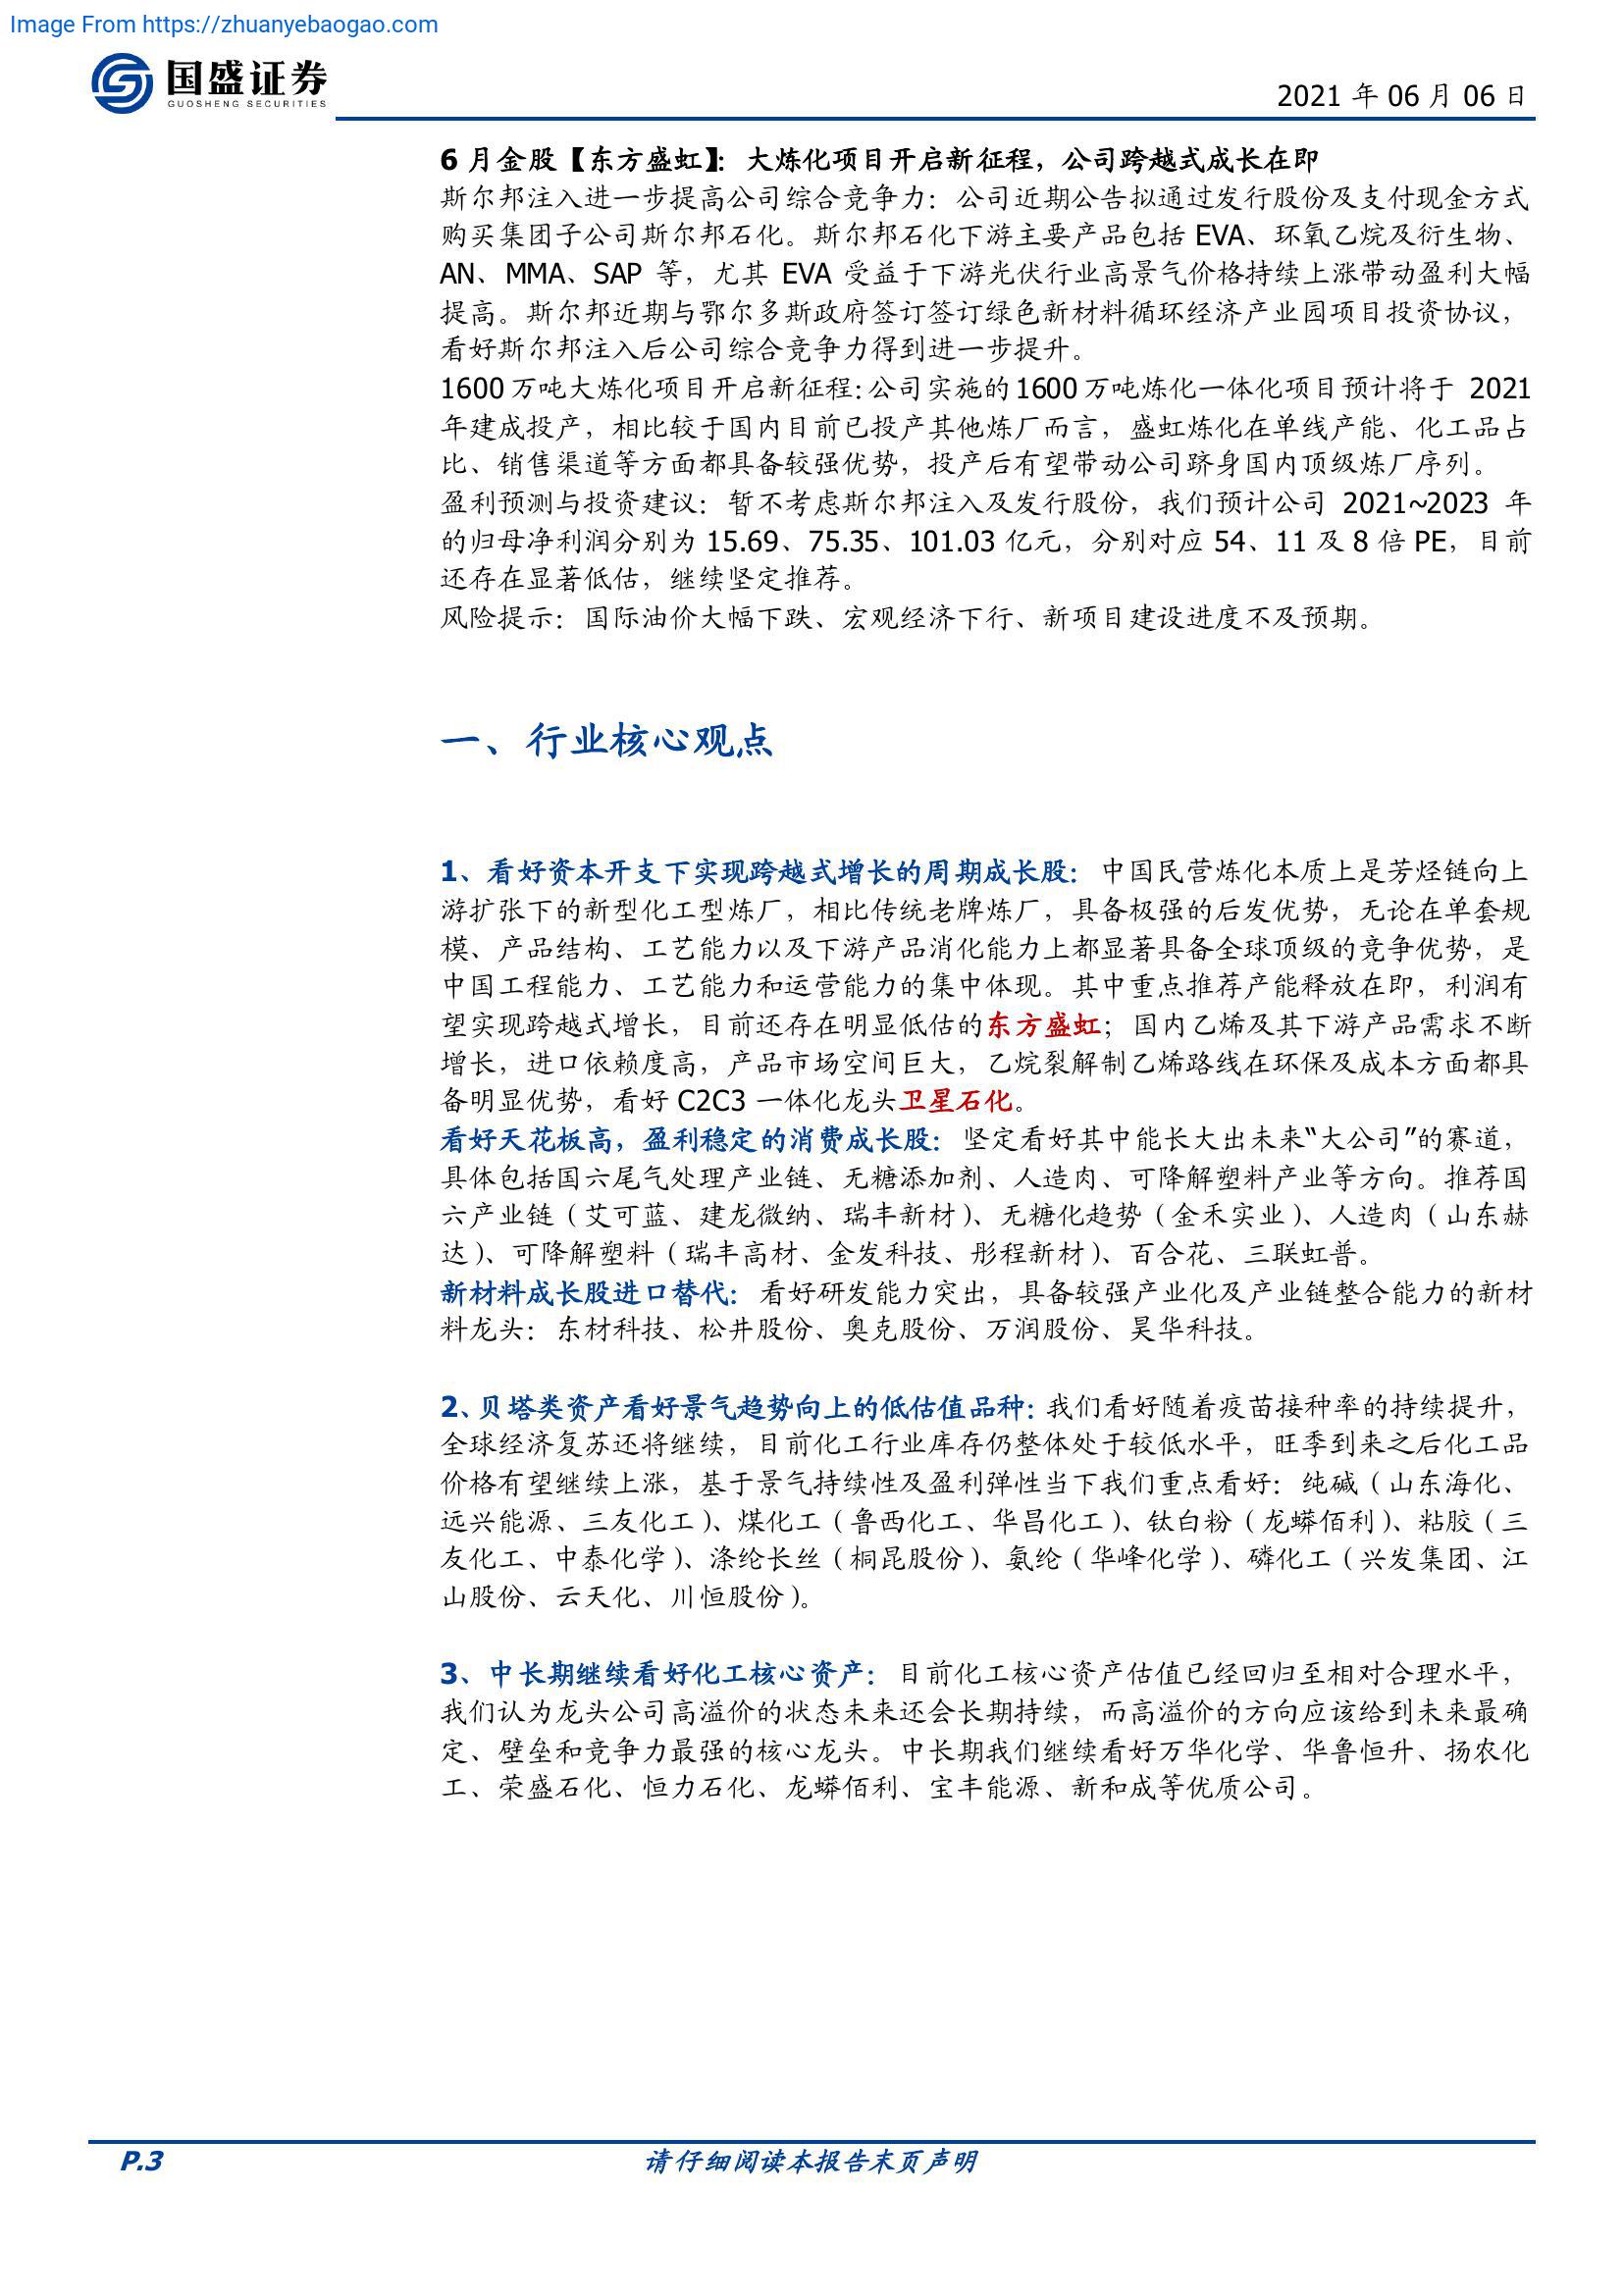 Image From https://zhuanyebaogao.com
国盛证券
GUOSHENG SECURITIES
2021 年 06 月 06 日
6 月金股【东方盛虹】：大炼化项目开启新征程，公司跨越式成长在即
斯尔邦注入进一步提高公司综合竞争力：公司近期公告拟通过发行股份及支付现金方式
购买集团子公司斯尔邦石化。斯尔邦石化下游主要产品包括 EVA、环氧乙烷及衍生物、
AN、MMA、SAP 等，尤其 EVA 受益于下游光伏行业高景气价格持续上涨带动盈利大幅
提高。斯尔邦近期与鄂尔多斯政府签订签订绿色新材料循环经济产业园项目投资协议，
看好斯尔邦注入后公司综合竞争力得到进一步提升。
1600 万吨大炼化项目开启新征程：公司实施的 1600 万吨炼化一体化项目预计将于 2021
年建成投产，相比较于国内目前已投产其他炼厂而言，盛虹炼化在单线产能、化工品占
比、销售渠道等方面都具备较强优势，投产后有望带动公司跻身国内顶级炼厂序列。
盈利预测与投资建议：暂不考虑斯尔邦注入及发行股份，我们预计公司 2021~2023 年
的归母净利润分别为 15.69、75.35、101.03 亿元，分别对应 54、11 及 8 倍 PE，目前
还存在显著低估，继续坚定推荐。
风险提示：国际油价大幅下跌、宏观经济下行、新项目建设进度不及预期。
一、行业核心观点
1、看好资本开支下实现跨越式增长的周期成长股：中国民营炼化本质上是芳烃链向上
游扩张下的新型化工型炼厂，相比传统老牌炼厂，具备极强的后发优势，无论在单套规
模、产品结构、工艺能力以及下游产品消化能力上都显著具备全球顶级的竞争优势，是
中国工程能力、工艺能力和运营能力的集中体现。其中重点推荐产能释放在即，利润有
望实现跨越式增长，目前还存在明显低估的东方盛虹；国内乙烯及其下游产品需求不断
增长，进口依赖度高，产品市场空间巨大，乙烷裂解制乙烯路线在环保及成本方面都具
备明显优势，看好 C2C3 一体化龙头卫星石化。
看好天花板高，盈利稳定的消费成长股：坚定看好其中能长大出未来“大公司”的赛道，
具体包括国六尾气处理产业链、无糖添加剂、人造肉、可降解塑料产业等方向。推荐国
六产业链（艾可蓝、建龙微纳、瑞丰新材）、无糖化趋势（金禾实业）、人造肉（山东赫
达）、可降解塑料（瑞丰高材、金发科技、彤程新材）、百合花、三联虹普。
新材料成长股进口替代：看好研发能力突出，具备较强产业化及产业链整合能力的新材
料龙头：东材科技、松井股份、奥克股份、万润股份、昊华科技。
2、贝塔类资产看好景气趋势向上的低估值品种：我们看好随着疫苗接种率的持续提升，
全球经济复苏还将继续，目前化工行业库存仍整体处于较低水平，旺季到来之后化工品
价格有望继续上涨，基于景气持续性及盈利弹性当下我们重点看好：纯碱（山东海化、
远兴能源、三友化工）、煤化工（鲁西化工、华昌化工）、钛白粉（龙蟒佰利）、粘胶（三
友化工、中泰化学）、涤纶长丝（桐昆股份）、氨纶（华峰化学）、磷化工（兴发集团、江
山股份、云天化、川恒股份）。
3、中长期继续看好化工核心资产：目前化工核心资产估值已经回归至相对合理水平，
我们认为龙头公司高溢价的状态未来还会长期持续，而高溢价的方向应该给到未来最确
定、壁垒和竞争力最强的核心龙头。中长期我们继续看好万华化学、华鲁恒升、扬农化
工、荣盛石化、恒力石化、龙蟒佰利、宝丰能源、新和成等优质公司。
P.3
请仔细阅读本报告末页声明